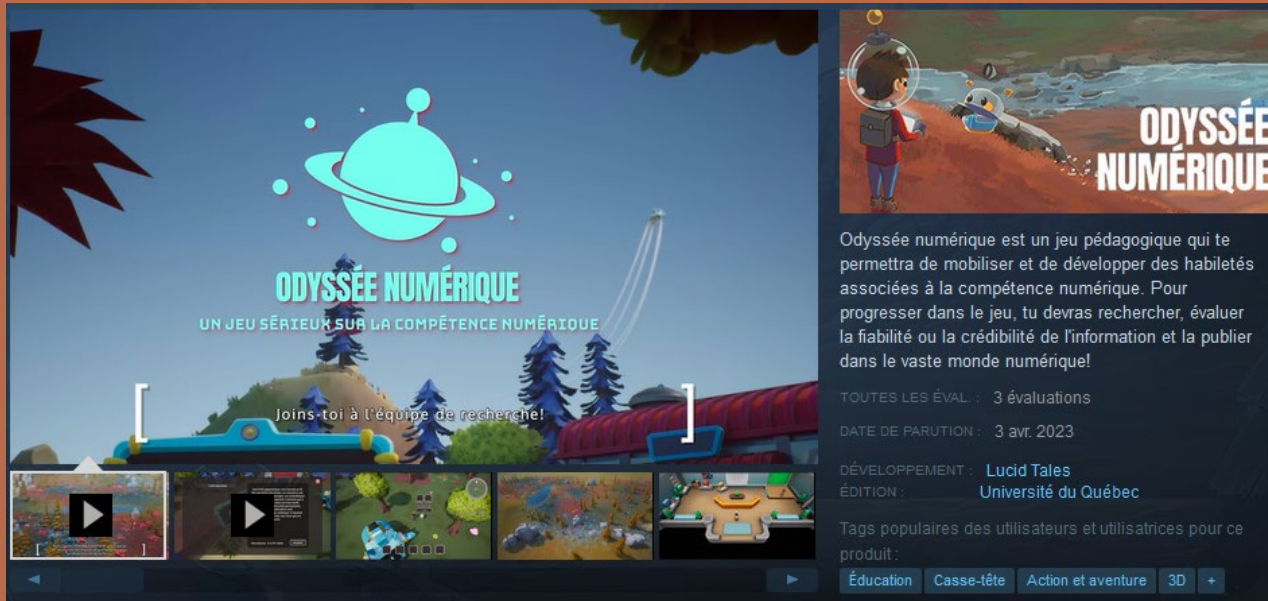 ODYSSÉE NUMÉRIQUE
UN JEU SÉRIEUX SUR LA COMPÉTENCE NUMÉRIQUE
Joins-toi à l'équipe de recherche!
ODYSSÉE
NUMÉRIQUE
Odyssée numérique est un jeu pédagogique qui te
permettra de mobiliser et de développer des habiletés
associées à la compétence numérique. Pour
progresser dans le jeu, tu devras rechercher, évaluer
la fiabilité ou la crédibilité de l'information et la publier
dans le vaste monde numérique!
TOUTES LES ÉVAL. : 3 évaluations
DATE DE PARUTION : 3 avr. 2023
DÉVELOPPEMENT : Lucid Tales
ÉDITION : Université du Québec
Tags populaires des utilisateurs et utilisatrices pour ce
produit :
Éducation Casse-tête Action et aventure 3D +